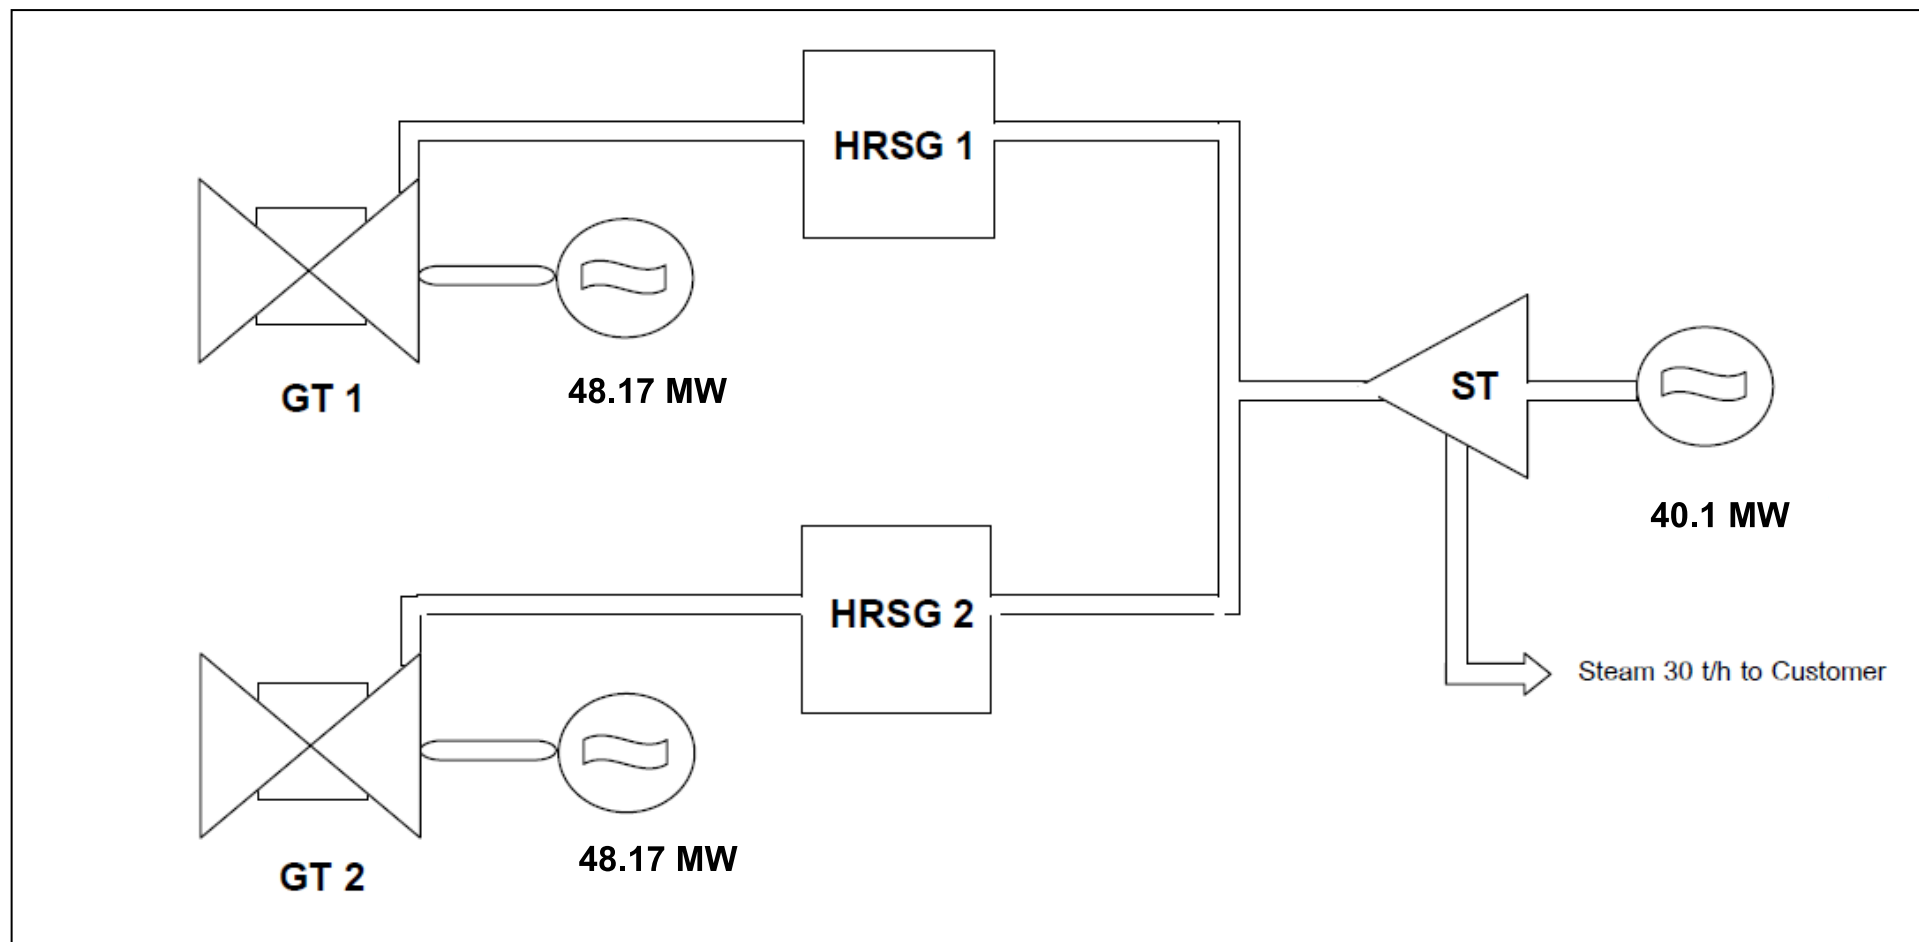 HRSG 1
GT 1
48.17 MW
ST
40.1 MW
HRSG 2
Steam 30 t/h to Customer
GT 2
48.17 MW